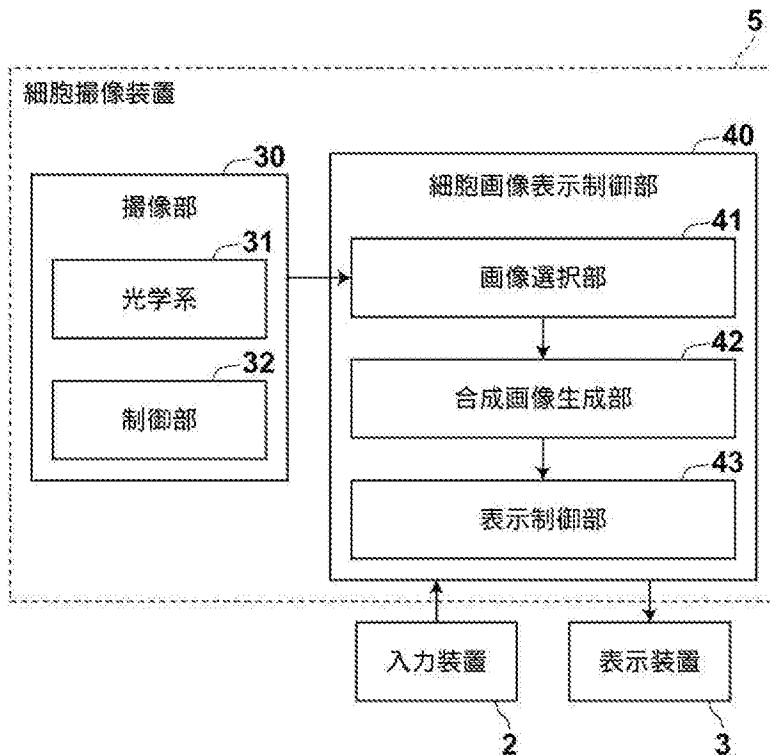 5
細胞撮像装置
30
撮像部
31
光学系
32
制御部
40
細胞画像表示制御部
41
画像選択部
42
合成画像生成部
43
表示制御部
入力装置
2
表示装置
3